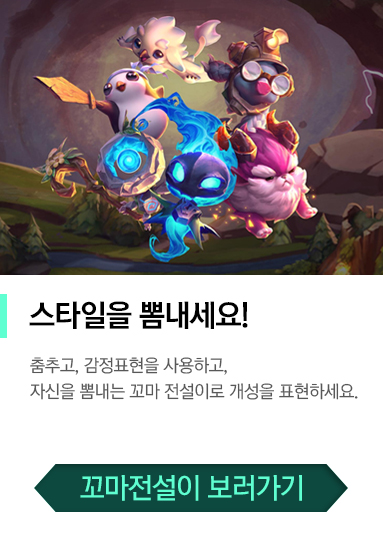 스타일을 뽐내세요!
춤추고, 감정표현을 사용하고,
자신을 뽐내는 꼬마 전설이로 개성을 표현하세요.
꼬마전설이 보러가기